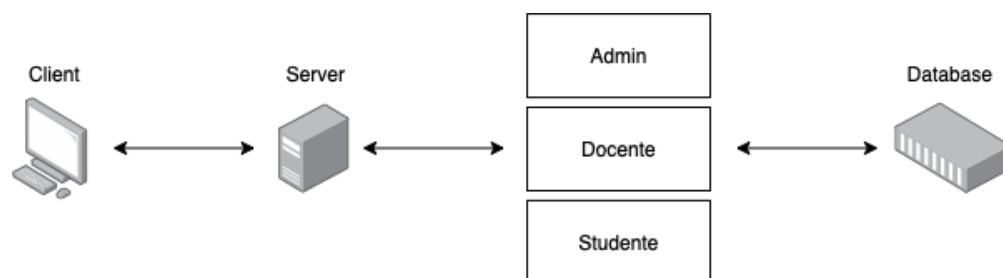 Client
Server
Admin
Docente
Studente
Database